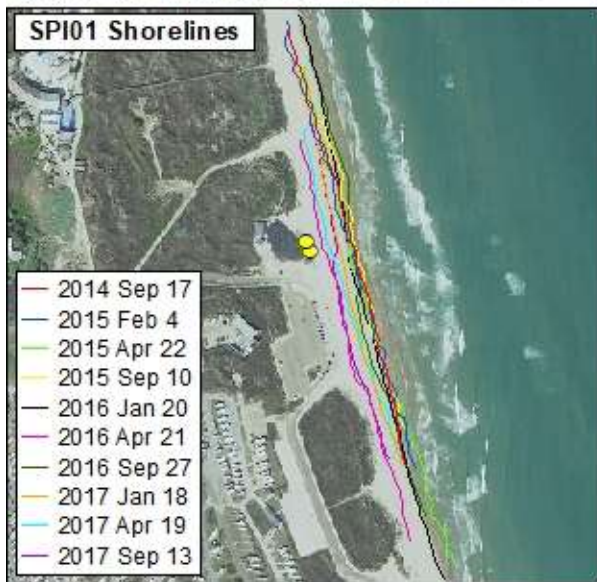 SPI01 Shorelines
2014 Sep 17
2015 Feb 4
2015 Apr 22
2015 Sep 10
2016 Jan 20
2016 Apr 21
2016 Sep 27
2017 Jan 18
2017 Apr 19
2017 Sep 13